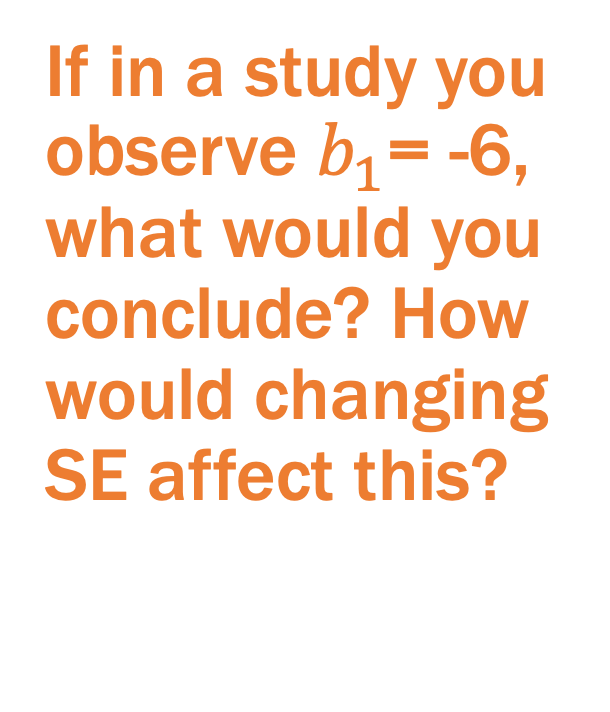 If in a study you
observe 𝑏₁= -6,
what would you
conclude? How
would changing
SE affect this?